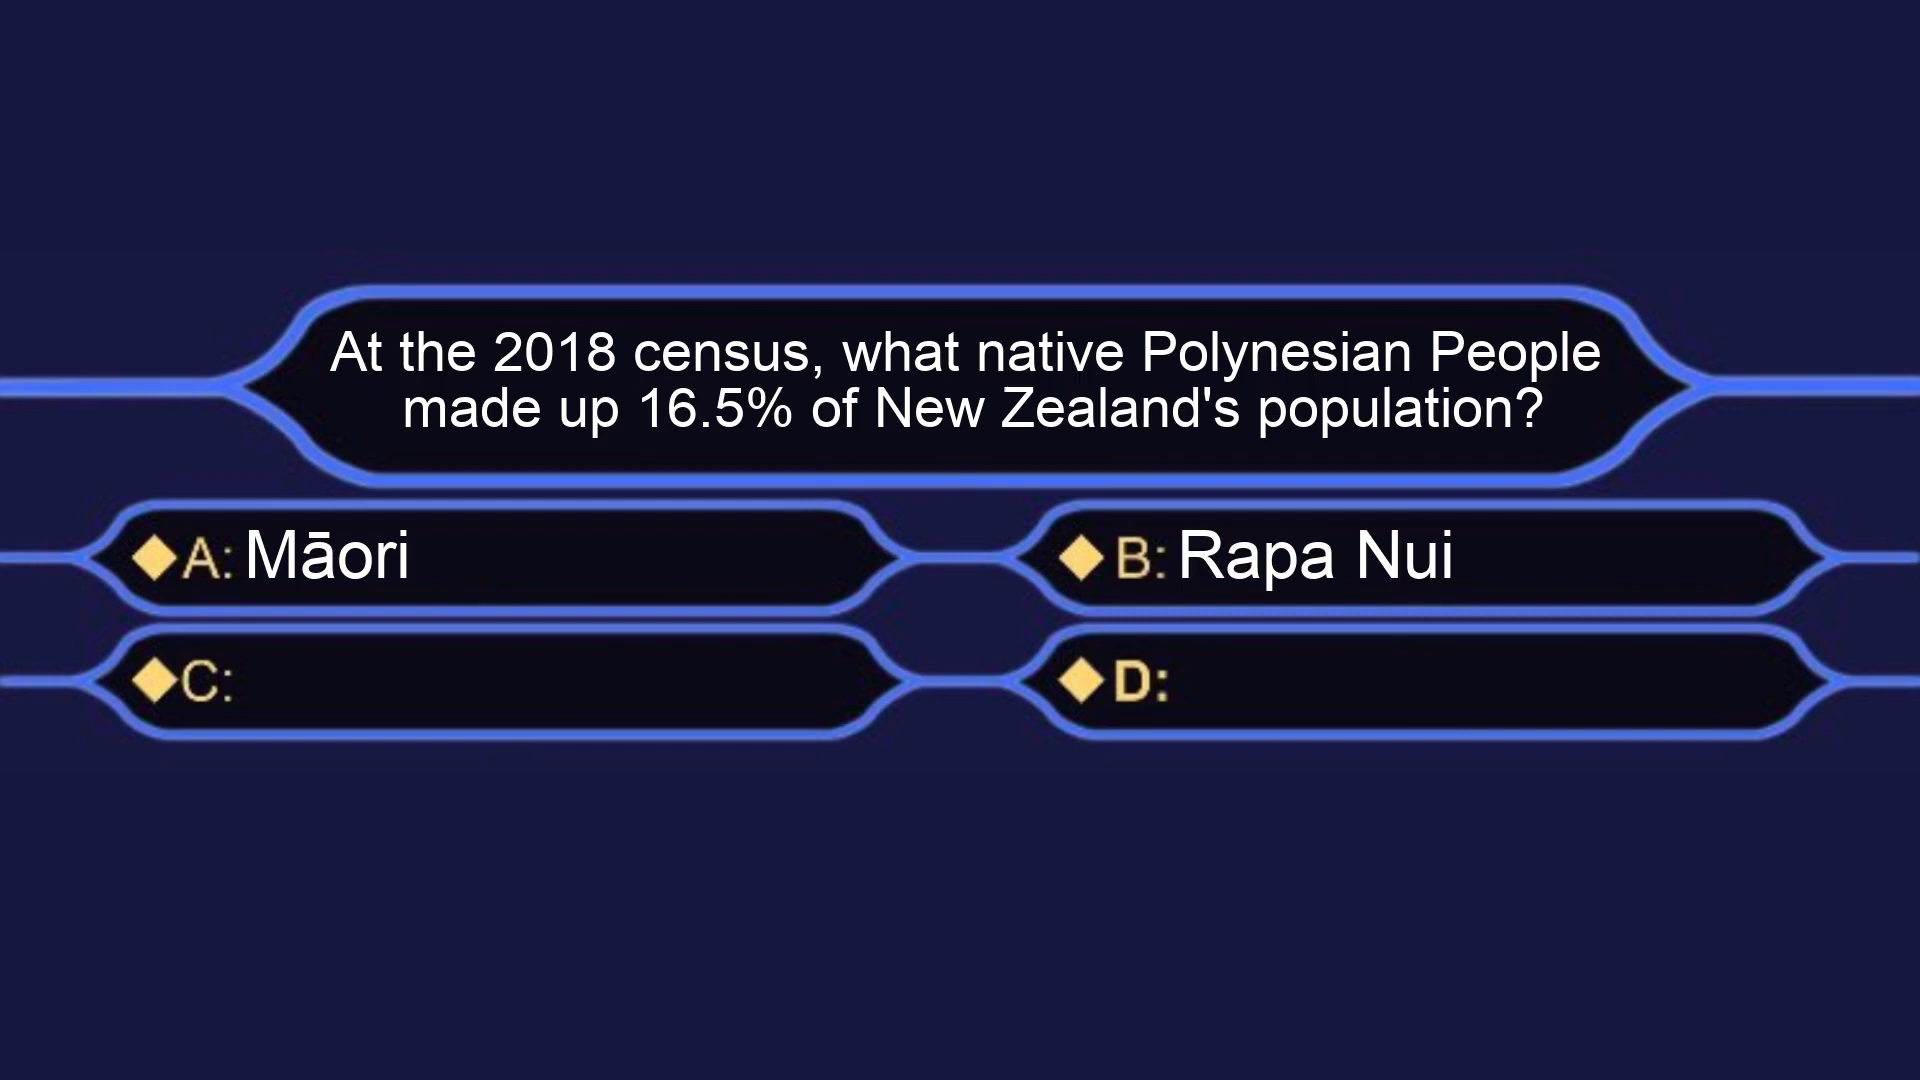 At the 2018 census, what native Polynesian People
made up 16.5% of New Zealand's population?
A: Māori
B: Rapa Nui
C:
D: